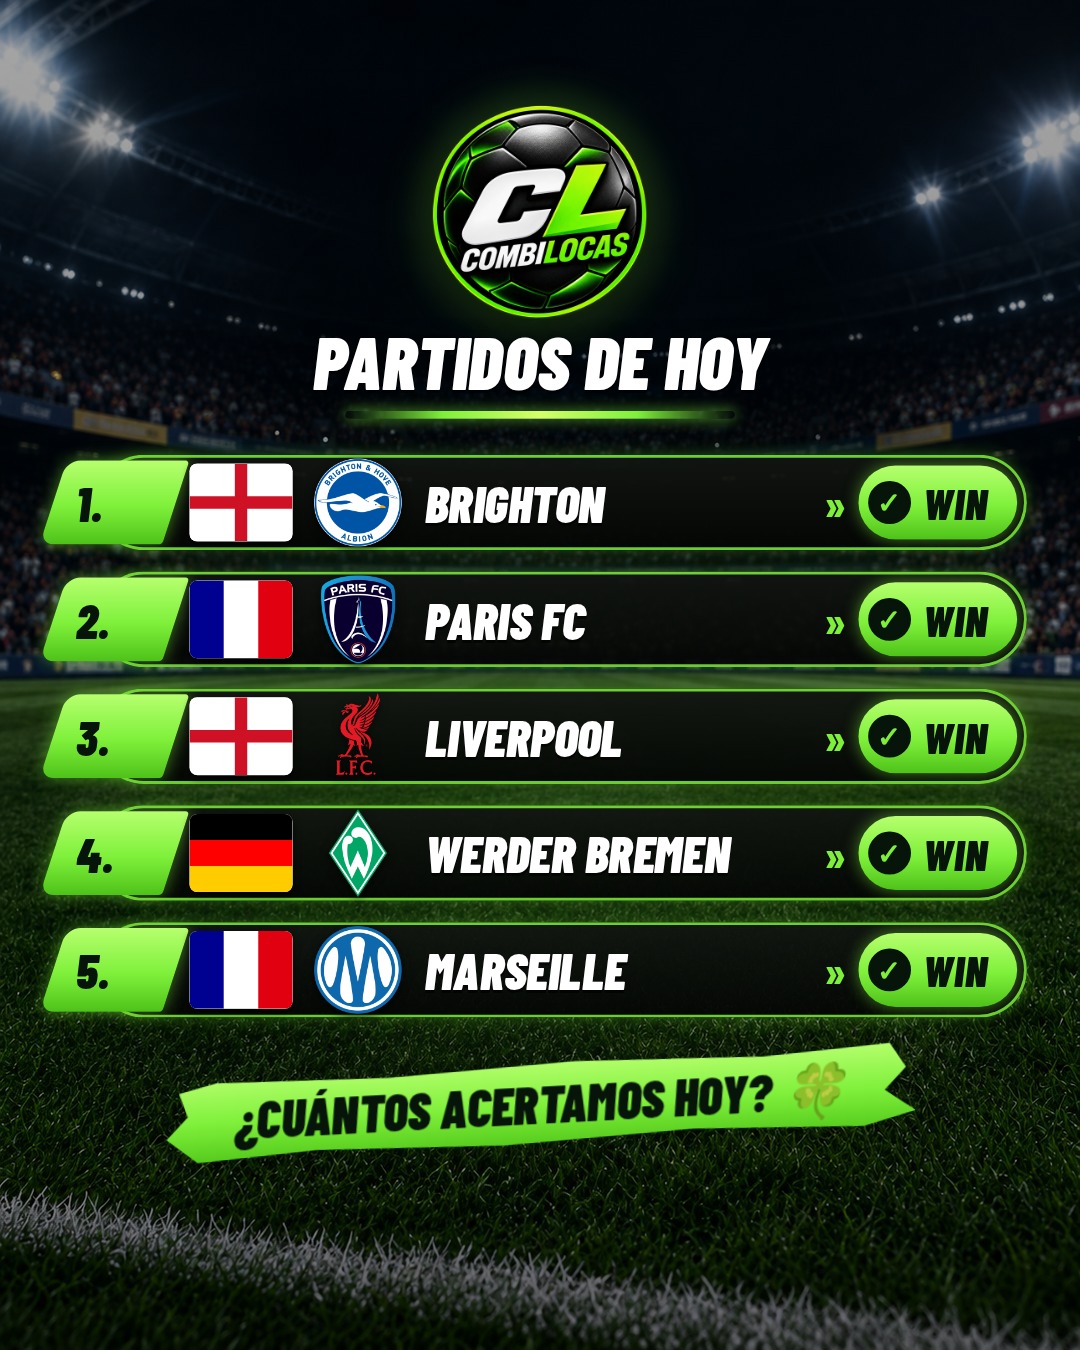 CL
COMBILOCAS
PARTIDOS DE HOY
1. BRIGHTON & HOVE ALBION BRIGHTON » ✓ WIN
2. PARIS FC PARIS FC » ✓ WIN
3. L.F.C. LIVERPOOL » ✓ WIN
4. W WERDER BREMEN » ✓ WIN
5. M MARSEILLE » ✓ WIN
¿CUÁNTOS ACERTAMOS HOY? 🍀